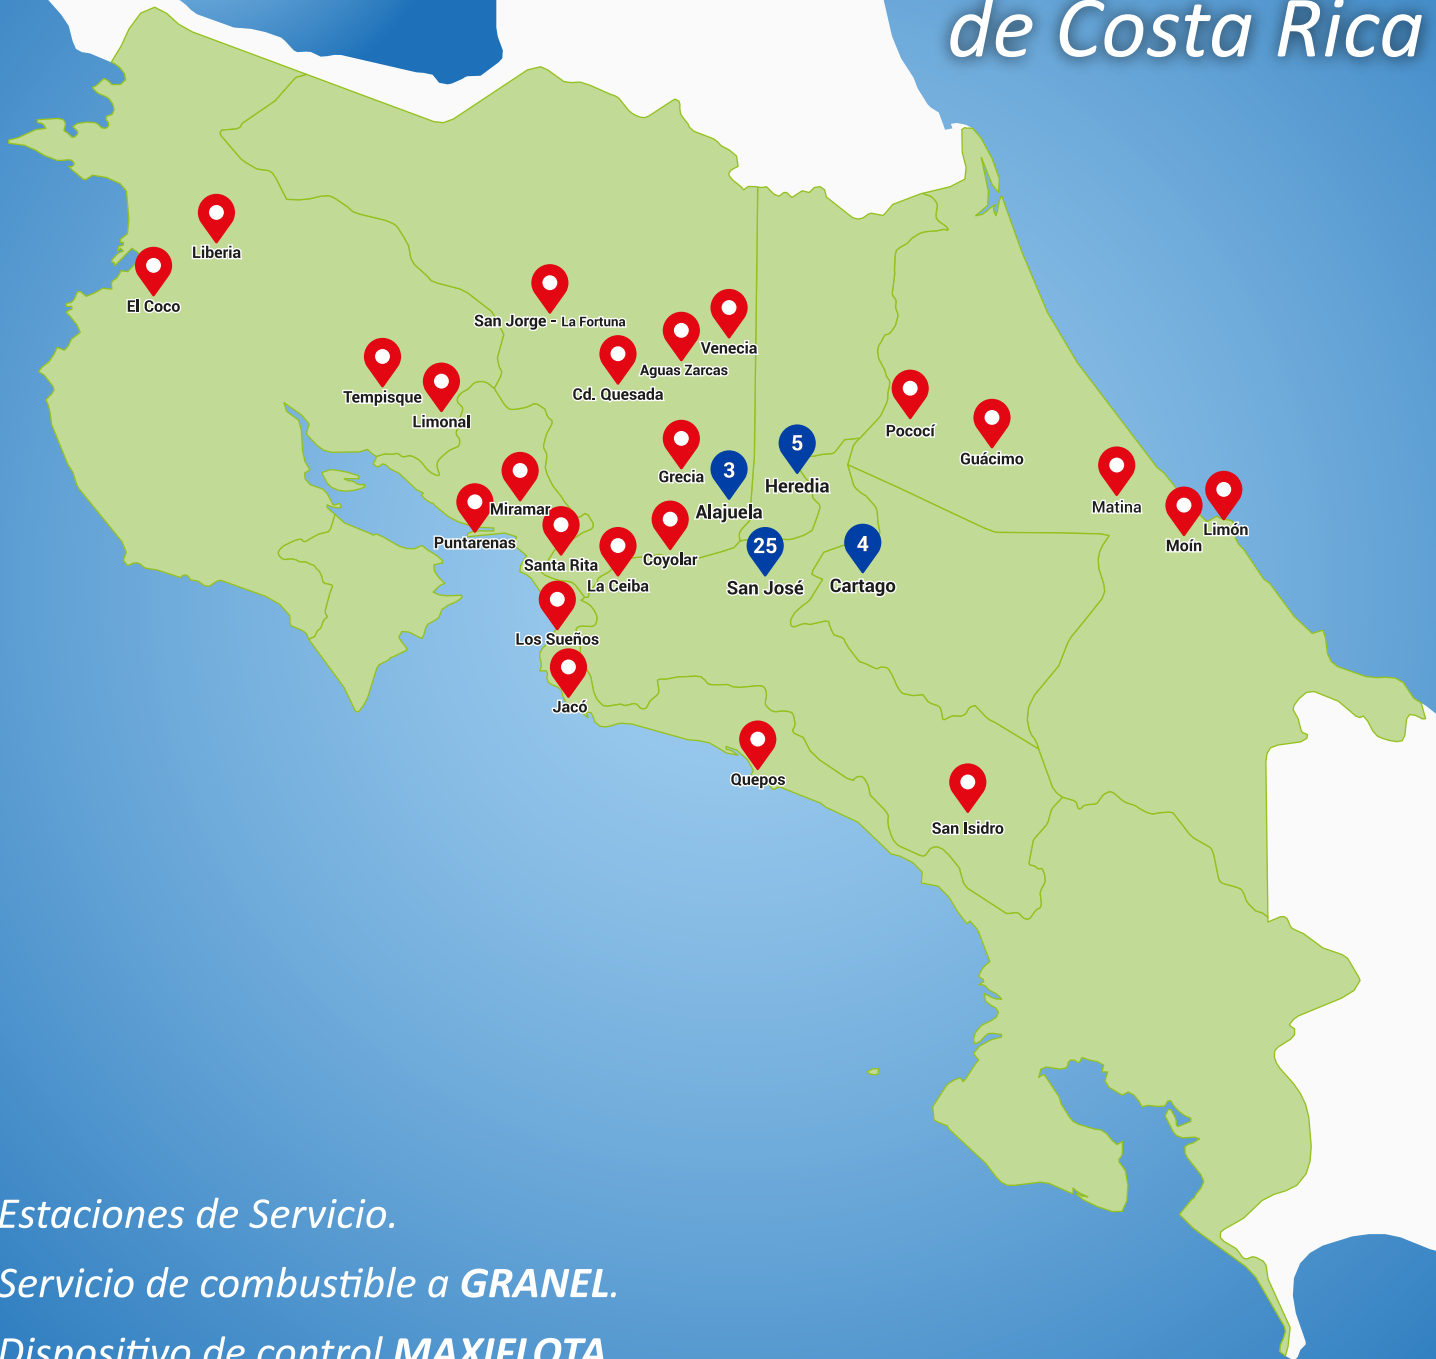 de Costa Rica
Liberia
El Coco
San Jorge - La Fortuna
Venecia
Aguas Zarcas
Cd. Quesada
Tempisque
Limonal
Pococí
Guácimo
Grecia
3
Alajuela
5
Heredia
Matina
Limón
Moín
Miramar
Puntarenas
Santa Rita
Coyolar
La Ceiba
25
San José
4
Cartago
Los Sueños
Jacó
Quepos
San Isidro
Estaciones de Servicio.
Servicio de combustible a GRANEL.
Dispositivo de control MAXIFLOTA